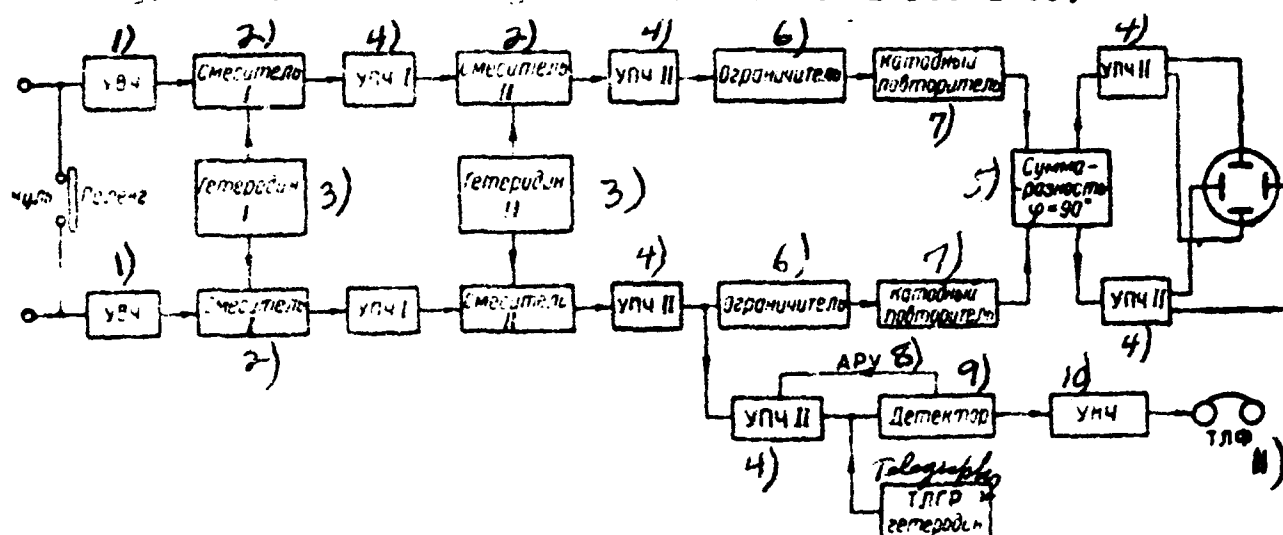 1) 2) 4) 2) 4) 6) 4)
УВЧ
Смеситель
I
УПЧ I
Смеситель
II
УПЧ II
Ограничитель
Катодный
повторитель
УПЧ II
7)
Нуль
Пеленг
Гетеродин
I
3)
Гетеродин
II
3)
5)
Сумма-
разность
φ = 90°
1) 4) 6) 7)
УВЧ
Смеситель
I
УПЧ I
Смеситель
II
УПЧ II
Ограничитель
Катодный
повторитель
УПЧ II
2)
4)
АРУ 8)
9)
10)
УПЧ II
Детектор
УНЧ
ТЛФ
11)
4)
Telegraph
ТЛГР
гетеродин